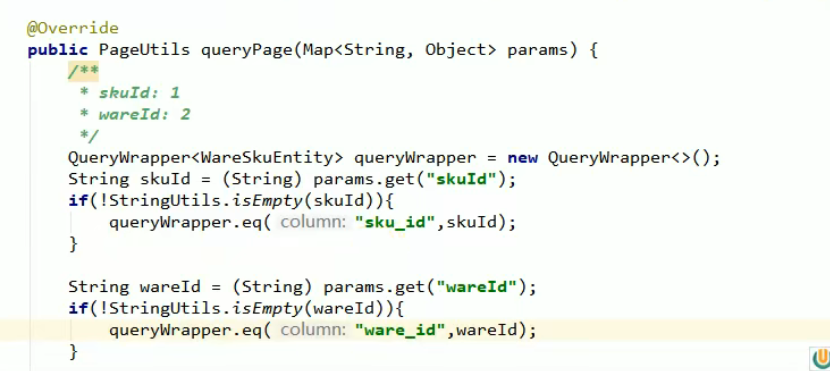 @Override
public PageUtils queryPage(Map<String, Object> params) {
/**
* skuId: 1
* wareId: 2
*/
QueryWrapper<WareSkuEntity> queryWrapper = new QueryWrapper<>();
String skuId = (String) params.get("skuId");
if(!StringUtils.isEmpty(skuId)){
queryWrapper.eq( column: "sku_id",skuId);
}
String wareId = (String) params.get("wareId");
if(!StringUtils.isEmpty(wareId)){
queryWrapper.eq( column: "ware_id",wareId);
}